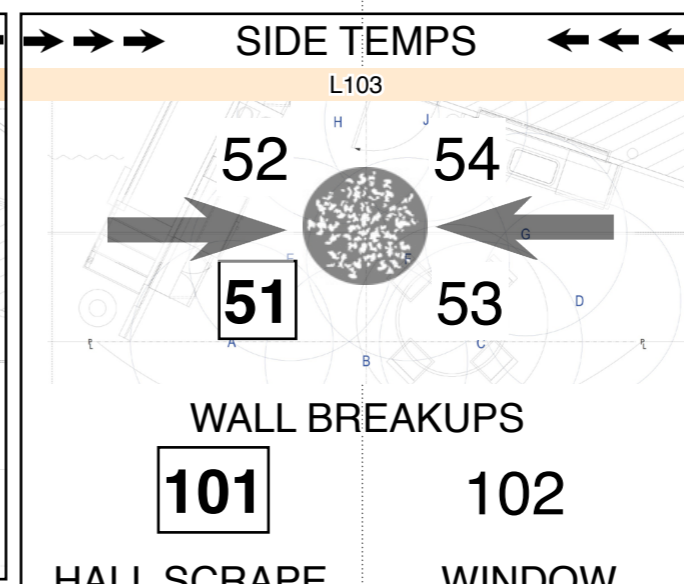 SIDE TEMPS
L103
H J
52 54
G
E F
51 53
D
A C
B
WALL BREAKUPS
101 102
HALL SCRAPE WINDOW